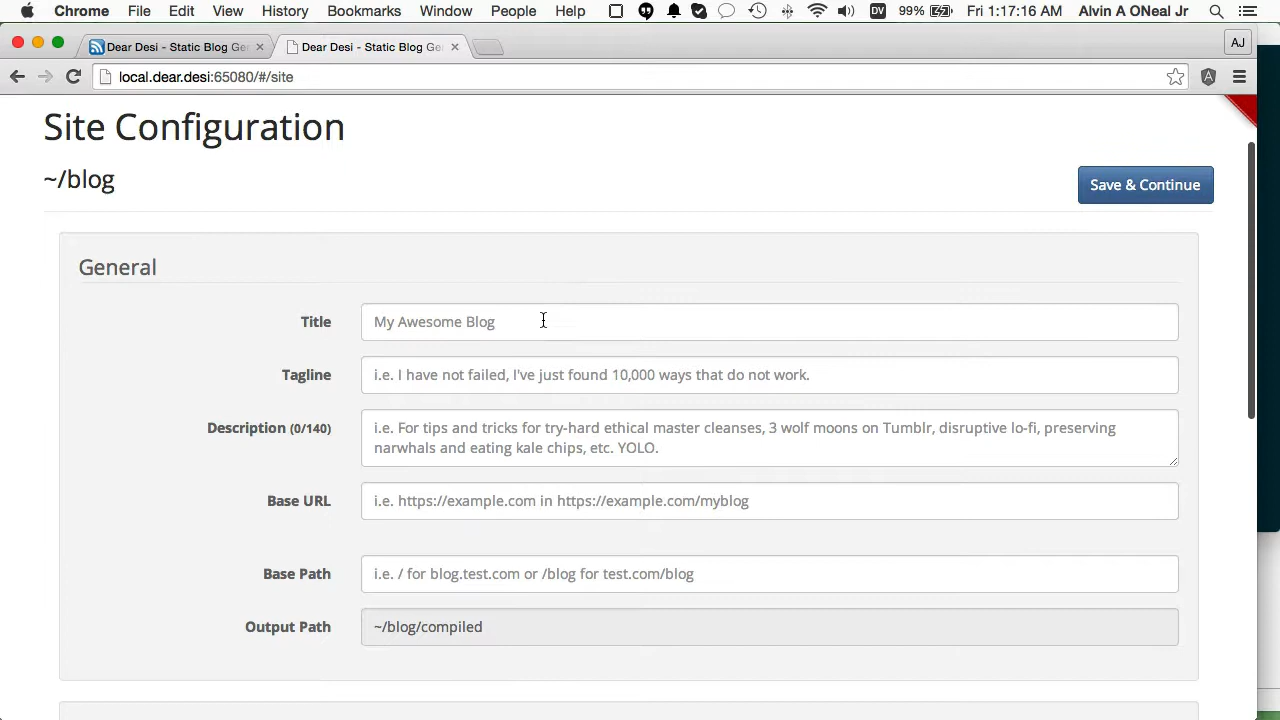 Chrome File Edit View History Bookmarks Window People Help DV 99% Fri 1:17:16 AM Alvin A ONeal Jr
Dear Desi - Static Blog Ge Dear Desi - Static Blog Ge AJ
local.dear.desi:65080/#/site
Site Configuration
~/blog
Save & Continue
General
Title My Awesome Blog
Tagline i.e. I have not failed, I've just found 10,000 ways that do not work.
Description (0/140) i.e. For tips and tricks for try-hard ethical master cleanses, 3 wolf moons on Tumblr, disruptive lo-fi, preserving
narwhals and eating kale chips, etc. YOLO.
Base URL i.e. https://example.com in https://example.com/myblog
Base Path i.e. / for blog.test.com or /blog for test.com/blog
Output Path ~/blog/compiled